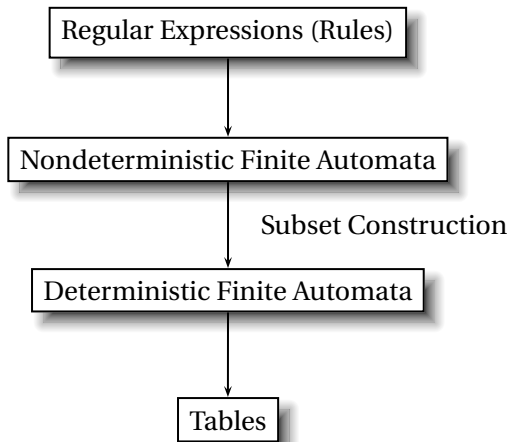 Regular Expressions (Rules)
Nondeterministic Finite Automata
Subset Construction
Deterministic Finite Automata
Tables